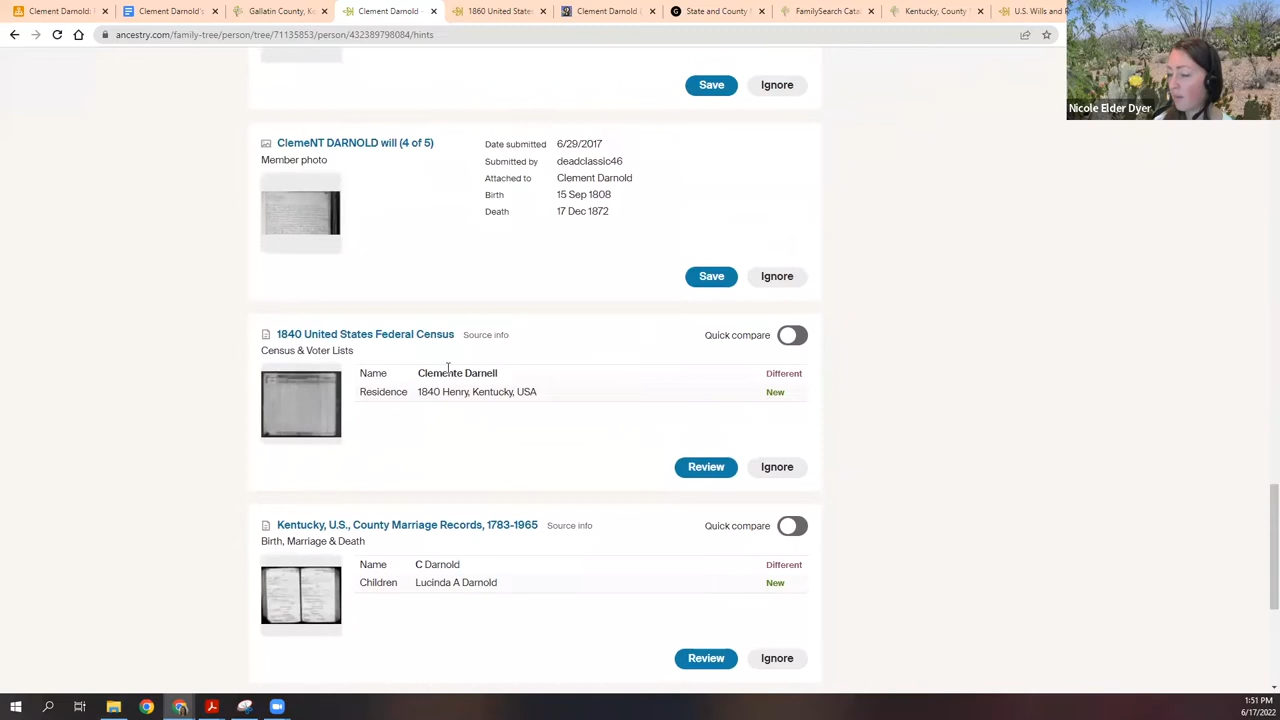 Clement Darnold: F
Clement Darnold's
Gallatin County, Ke
Clement Darnold -
1860 United States
Clement Darnold (
State and County M
FamilySearch Cata
Kentucky, County
U.S. Wills and P
ancestry.com/family-tree/person/tree/71135853/person/432389798084/hints
Nicole Elder Dyer
Save
Ignore
ClemeNT DARNOLD will (4 of 5)
Member photo
Date submitted 6/29/2017
Submitted by deadclassic46
Attached to Clement Darnold
Birth 15 Sep 1808
Death 17 Dec 1872
Save
Ignore
1840 United States Federal Census Source info
Quick compare
Census & Voter Lists
Name Clemente Darnell Different
Residence 1840 Henry, Kentucky, USA New
Review
Ignore
Kentucky, U.S., County Marriage Records, 1783-1965 Source info
Quick compare
Birth, Marriage & Death
Name C Darnold Different
Children Lucinda A Darnold New
Review
Ignore
1:51 PM
6/17/2022